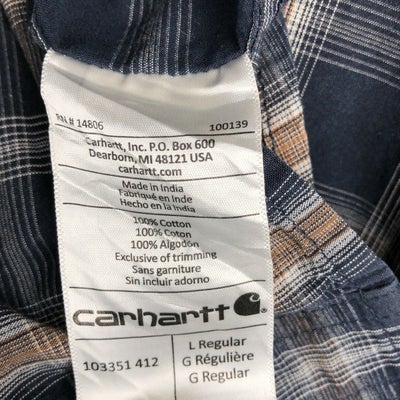 RN # 14806 100139
Carhartt, Inc. P.O. Box 600
Dearborn, MI 48121 USA
carhartt.com
Made in India
Fabriqué en Inde
Hecho en la India
100% Cotton
100% Coton
100% Algodón
Exclusive of trimming
Sans garniture
Sin incluir adorno
carhartt
103351 412
L Regular
G Régulière
G Regular